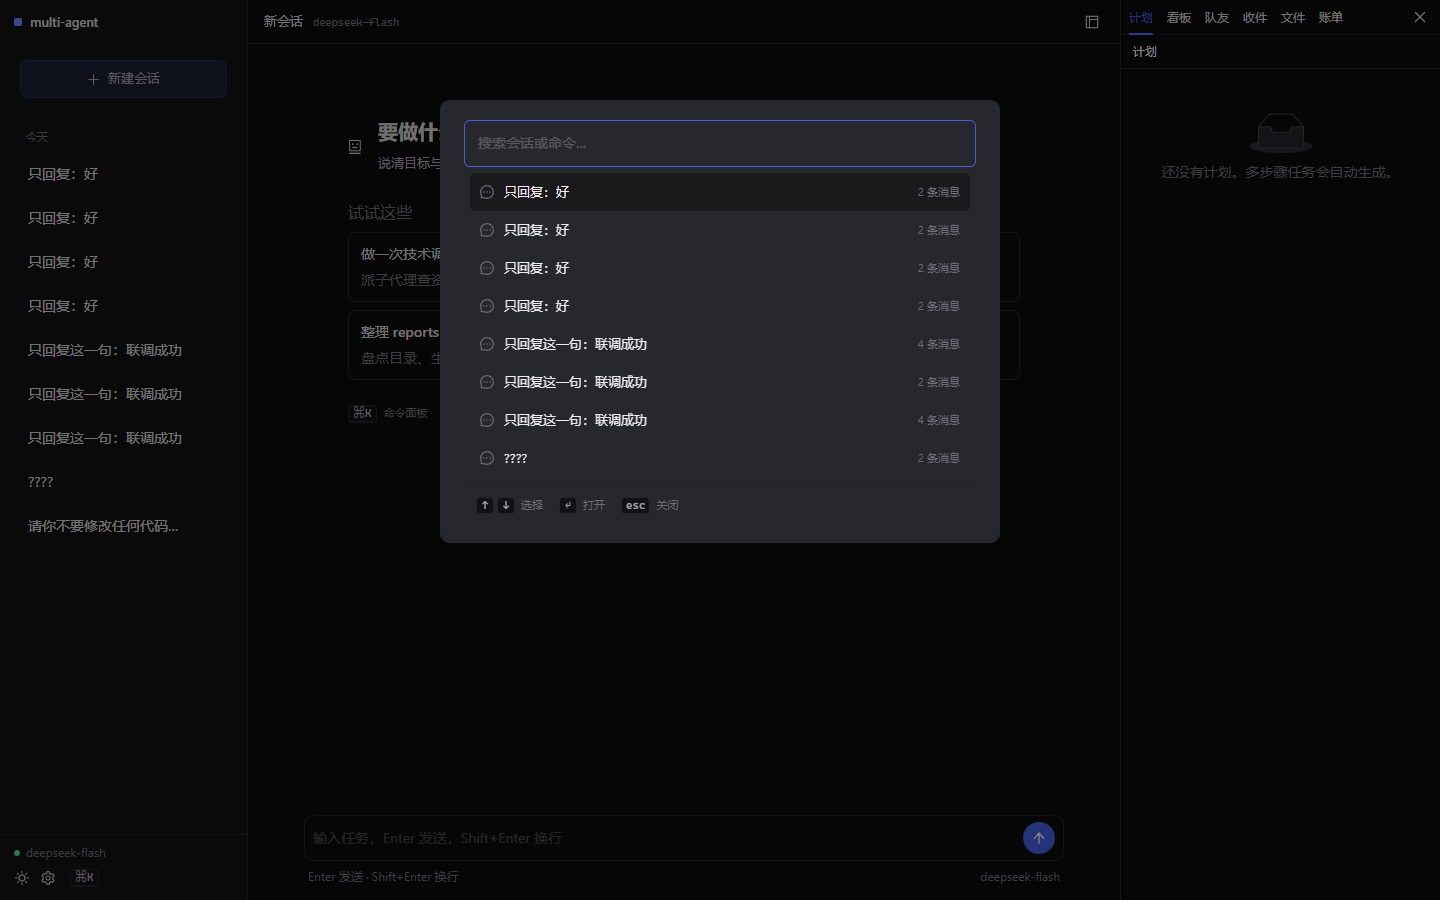 multi-agent
新建会话
今天
只回复：好
只回复：好
只回复：好
只回复：好
只回复这一句：联调成功
只回复这一句：联调成功
只回复这一句：联调成功
????
请你不要修改任何代码...
deepseek-flash
⌘K
新会话 deepseek-flash
要做什
说清目标与
试试这些
做一次技术调
派子代理查资
整理 reports
盘点目录、生
⌘K 命令面板
搜索会话或命令...
只回复：好 2 条消息
只回复：好 2 条消息
只回复：好 2 条消息
只回复：好 2 条消息
只回复这一句：联调成功 4 条消息
只回复这一句：联调成功 2 条消息
只回复这一句：联调成功 4 条消息
???? 2 条消息
↑ ↓ 选择 ↵ 打开 esc 关闭
输入任务，Enter 发送，Shift+Enter 换行
Enter 发送 · Shift+Enter 换行 deepseek-flash
计划 看板 队友 收件 文件 账单
计划
还没有计划。多步骤任务会自动生成。